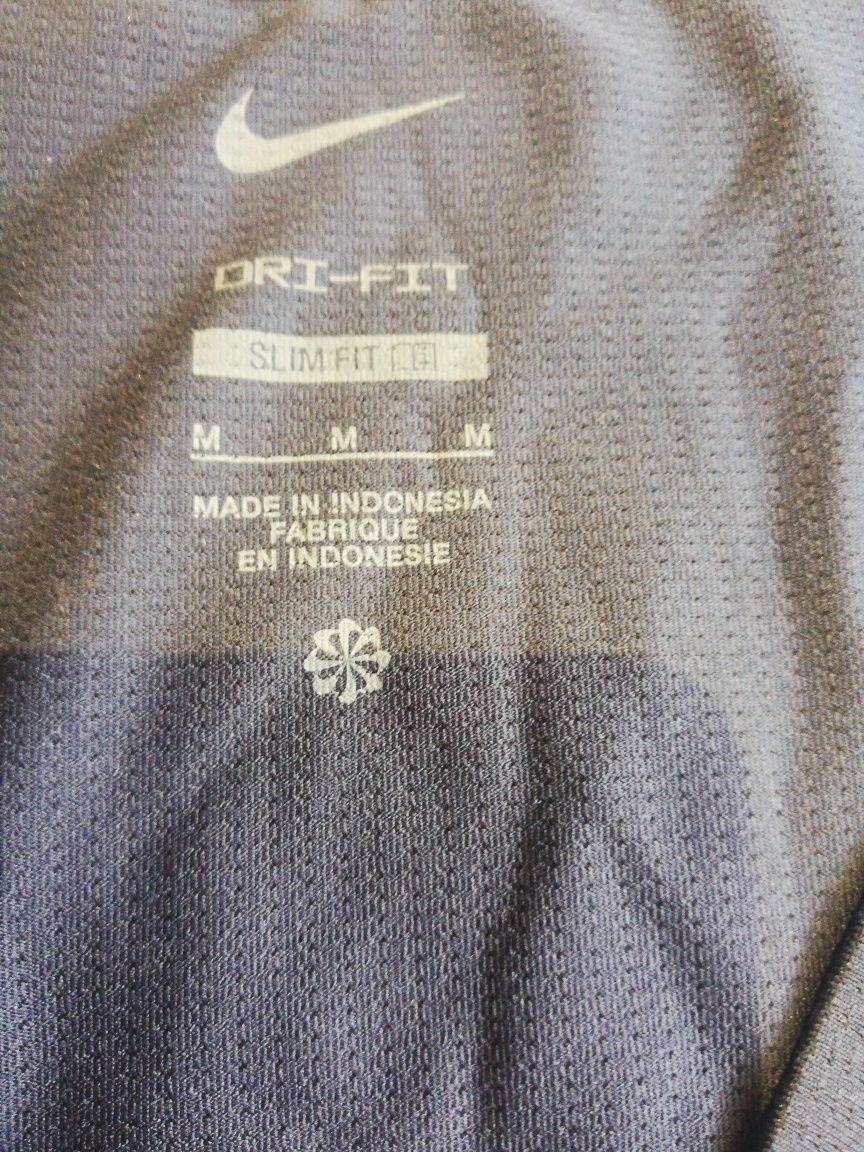 DRI-FIT
SLIM FIT
M M M
MADE IN INDONESIA
FABRIQUE
EN INDONESIE